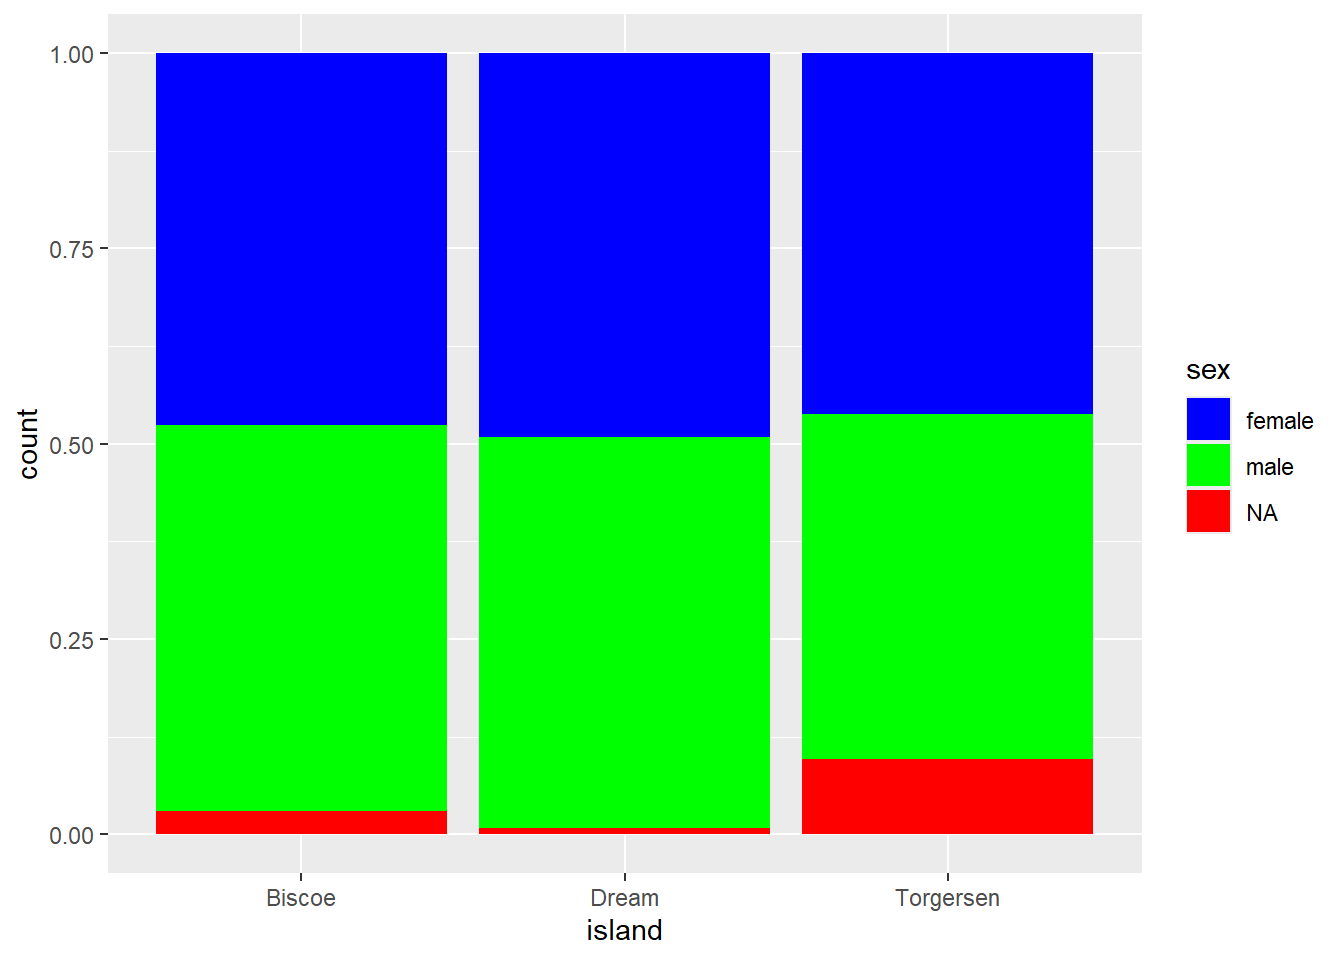 1.00
0.75
0.50
0.25
0.00
count
Biscoe
Dream
Torgersen
island
sex
female
male
NA